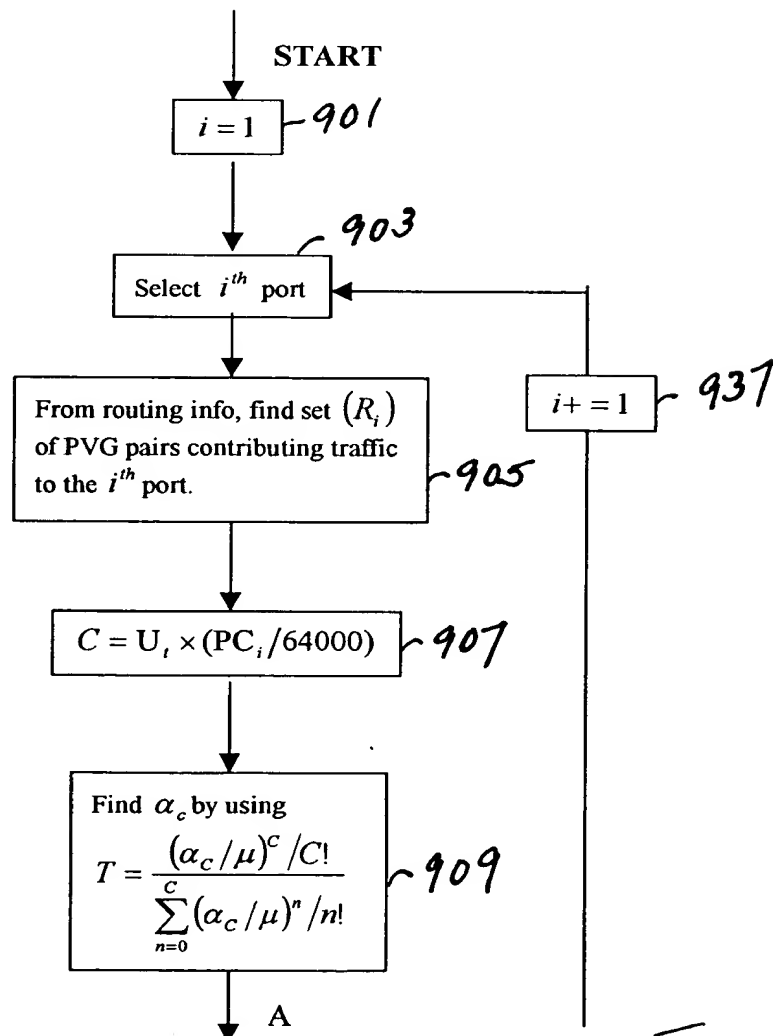 START
i = 1
901
903
Select i^th port
From routing info, find set (R_i)
of PVG pairs contributing traffic
to the i^th port.
905
i+ = 1
937
C = U_t × (PC_i/64000)
907
Find α_c by using
T = (α_C/μ)^C/C! / ∑_{n=0}^{C} (α_C/μ)^n/n!
909
A